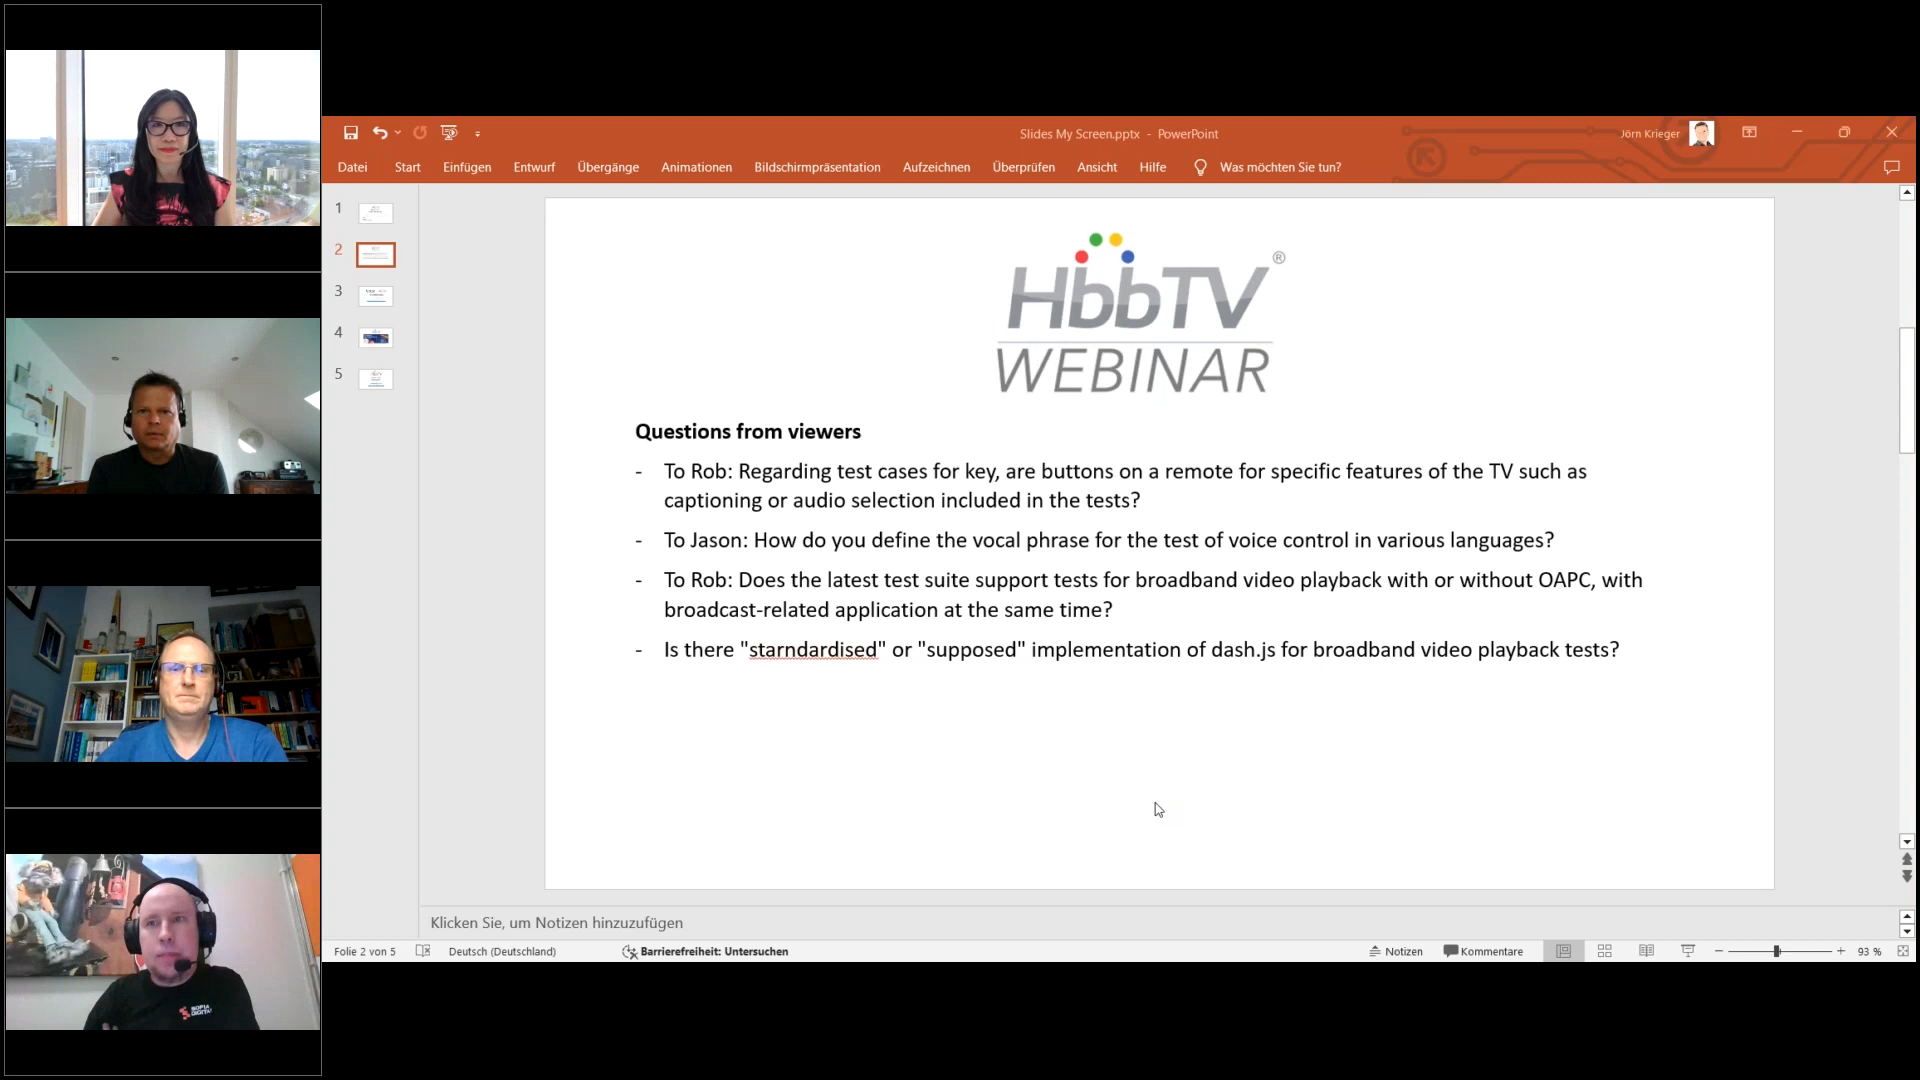 Slides My Screen.pptx - PowerPoint
Jörn Krieger
Datei Start Einfügen Entwurf Übergänge Animationen Bildschirmpräsentation Aufzeichnen Überprüfen Ansicht Hilfe Was möchten Sie tun?
1
2
3
4
5
HbbTV®
WEBINAR
Questions from viewers
- To Rob: Regarding test cases for key, are buttons on a remote for specific features of the TV such as
captioning or audio selection included in the tests?
- To Jason: How do you define the vocal phrase for the test of voice control in various languages?
- To Rob: Does the latest test suite support tests for broadband video playback with or without OAPC, with
broadcast-related application at the same time?
- Is there "starndardised" or "supposed" implementation of dash.js for broadband video playback tests?
Klicken Sie, um Notizen hinzuzufügen
Folie 2 von 5 Deutsch (Deutschland) Barrierefreiheit: Untersuchen Notizen Kommentare 93 %
SOFIA
DIGITAL